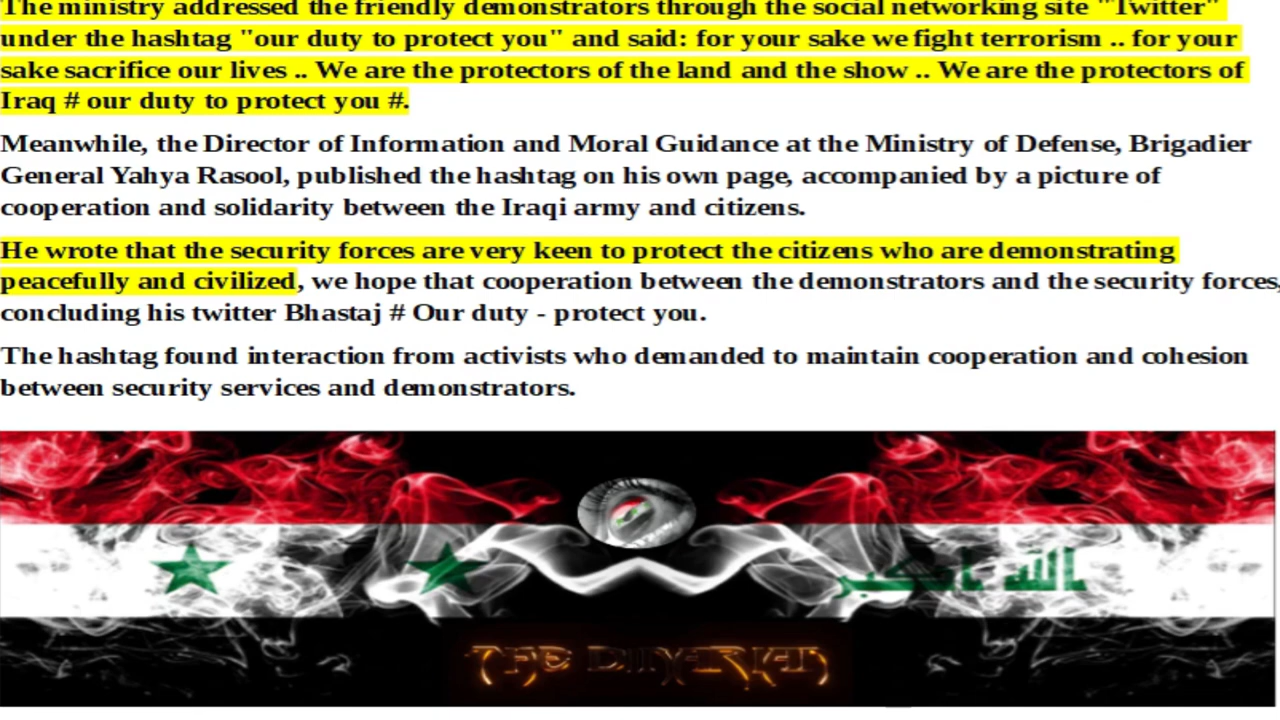 The ministry addressed the friendly demonstrators through the social networking site "Twitter"
under the hashtag "our duty to protect you" and said: for your sake we fight terrorism .. for your
sake sacrifice our lives .. We are the protectors of the land and the show .. We are the protectors of
Iraq # our duty to protect you #.
Meanwhile, the Director of Information and Moral Guidance at the Ministry of Defense, Brigadier
General Yahya Rasool, published the hashtag on his own page, accompanied by a picture of
cooperation and solidarity between the Iraqi army and citizens.
He wrote that the security forces are very keen to protect the citizens who are demonstrating
peacefully and civilized, we hope that cooperation between the demonstrators and the security forces,
concluding his twitter Bhastaj # Our duty - protect you.
The hashtag found interaction from activists who demanded to maintain cooperation and cohesion
between security services and demonstrators.
الله اكبر
THE DINARIAN